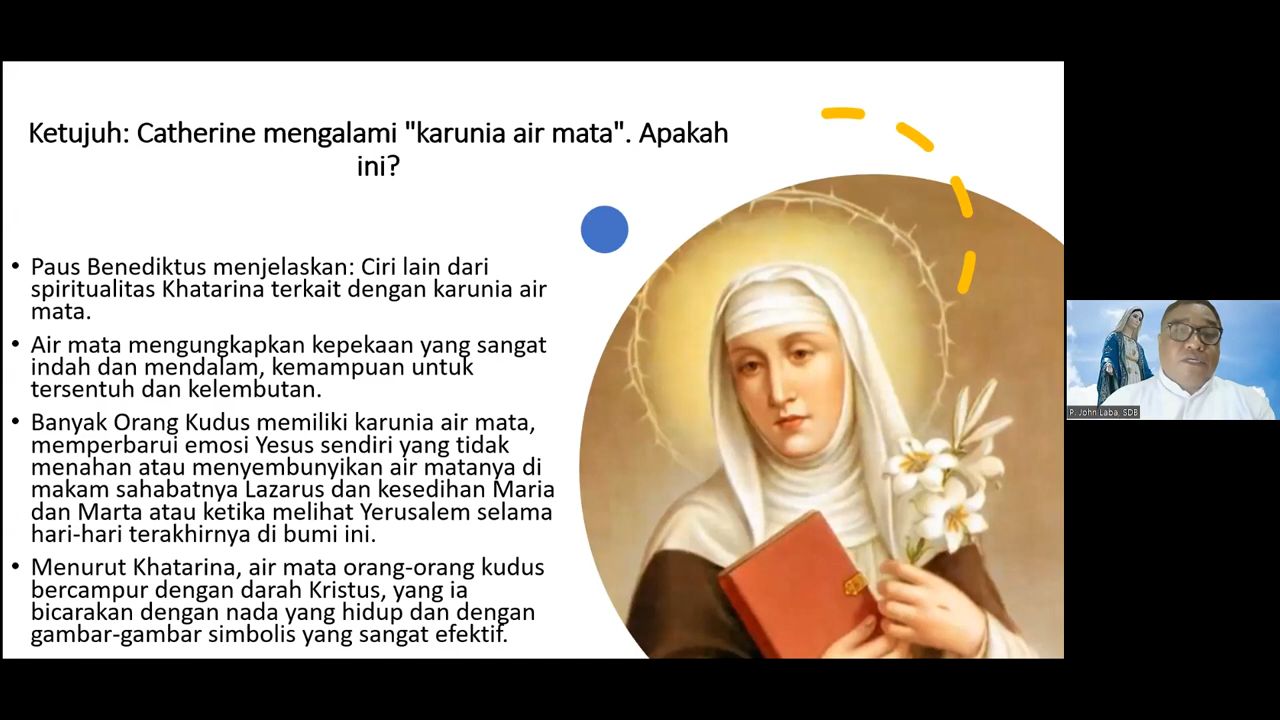 Ketujuh: Catherine mengalami "karunia air mata". Apakah
ini?
• Paus Benediktus menjelaskan: Ciri lain dari
spiritualitas Khatarina terkait dengan karunia air
mata.
• Air mata mengungkapkan kepekaan yang sangat
indah dan mendalam, kemampuan untuk
tersentuh dan kelembutan.
• Banyak Orang Kudus memiliki karunia air mata,
memperbarui emosi Yesus sendiri yang tidak
menahan atau menyembunyikan air matanya di
makam sahabatnya Lazarus dan kesedihan Maria
dan Marta atau ketika melihat Yerusalem selama
hari-hari terakhirnya di bumi ini.
• Menurut Khatarina, air mata orang-orang kudus
bercampur dengan darah Kristus, yang ia
bicarakan dengan nada yang hidup dan dengan
gambar-gambar simbolis yang sangat efektif.
P. John Laba, SDB